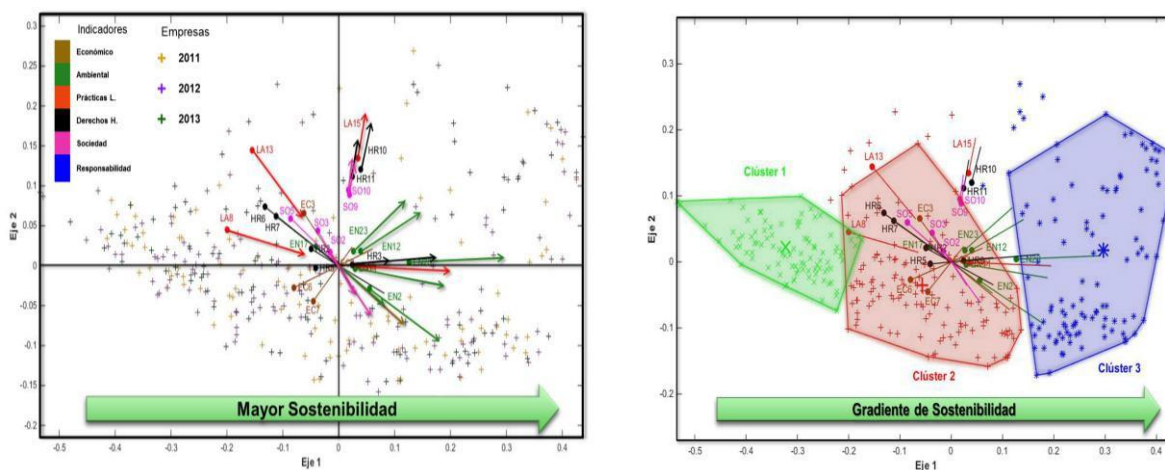 Indicadores
Económico
Ambiental
Prácticas L.
Derechos H.
Sociedad
Responsabilidad
Empresas
2011
2012
2013
Eje 2
0.3
0.25
0.2
0.15
0.1
0.05
0
-0.05
-0.1
-0.15
-0.2
LA15
HR10
HR11
SO10
SO9
LA13
LA8
HR6
HR7
SO5
EC3
SO3
SO2
EN17
EN23
EN12
HR3
EN2
EC6
EC7
Mayor Sostenibilidad
-0.5
-0.4
-0.3
-0.2
-0.1
0
0.1
0.2
0.3
0.4
Eje 1
Eje 2
0.3
0.2
0.1
0
-0.1
-0.2
Clúster 1
LA13
LA15
HR10
HR11
SO10
SO9
LA8
HR7
EC3
SO3
SO2
EN17
EN23
EN12
HR5
EN2
EC7
Clúster 2
Clúster 3
Gradiente de Sostenibilidad
-0.5
-0.4
-0.3
-0.2
-0.1
0
0.1
0.2
0.3
0.4
Eje 1